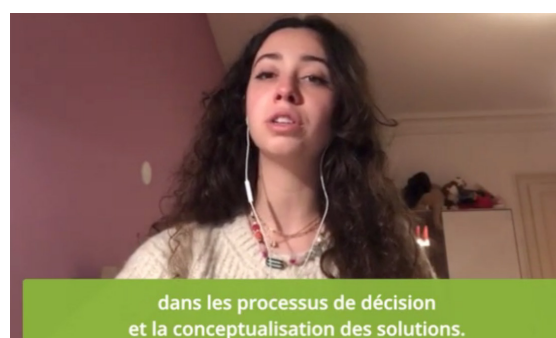 dans les processus de décision
et la conceptualisation des solutions.